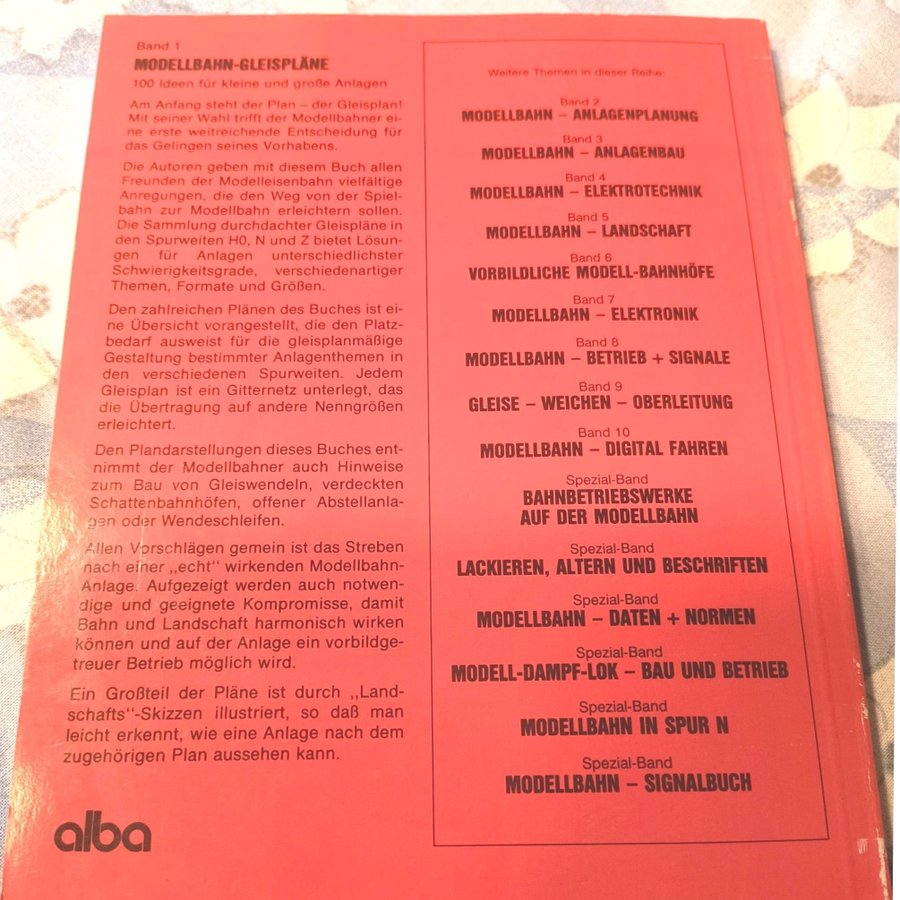 Band 1
MODELLBAHN-GLEISPLÄNE
100 Ideen für kleine und große Anlagen
Am Anfang steht der Plan – der Gleisplan!
Mit seiner Wahl trifft der Modellbahner ei-
ne erste weitreichende Entscheidung für
das Gelingen seines Vorhabens.
Die Autoren geben mit diesem Buch allen
Freunden der Modelleisenbahn vielfältige
Anregungen, die den Weg von der Spiel-
bahn zur Modellbahn erleichtern sollen.
Die Sammlung durchdachter Gleispläne in
den Spurweiten H0, N und Z bietet Lösun-
gen für Anlagen unterschiedlichster
Schwierigkeitsgrade, verschiedenartiger
Themen, Formate und Größen.
Den zahlreichen Plänen des Buches ist ei-
ne Übersicht vorangestellt, die den Platz-
bedarf ausweist für die gleisplanmäßige
Gestaltung bestimmter Anlagenthemen in
den verschiedenen Spurweiten. Jedem
Gleisplan ist ein Gitternetz unterlegt, das
die Übertragung auf andere Nenngrößen
erleichtert.
Den Plandarstellungen dieses Buches ent-
nimmt der Modellbahner auch Hinweise
zum Bau von Gleiswendeln, verdeckten
Schattenbahnhöfen, offener Abstellanla-
gen oder Wendeschleifen.
Allen Vorschlägen gemein ist das Streben
nach einer „echt" wirkenden Modellbahn-
Anlage. Aufgezeigt werden auch notwen-
dige und geeignete Kompromisse, damit
Bahn und Landschaft harmonisch wirken
können und auf der Anlage ein vorbildge-
treuer Betrieb möglich wird.
Ein Großteil der Pläne ist durch „Land-
schafts"-Skizzen illustriert, so daß man
leicht erkennt, wie eine Anlage nach dem
zugehörigen Plan aussehen kann.
alba
Weitere Themen in dieser Reihe:
Band 2
MODELLBAHN – ANLAGENPLANUNG
Band 3
MODELLBAHN – ANLAGENBAU
Band 4
MODELLBAHN – ELEKTROTECHNIK
Band 5
MODELLBAHN – LANDSCHAFT
Band 6
VORBILDLICHE MODELL-BAHNHÖFE
Band 7
MODELLBAHN – ELEKTRONIK
Band 8
MODELLBAHN – BETRIEB + SIGNALE
Band 9
GLEISE – WEICHEN – OBERLEITUNG
Band 10
MODELLBAHN – DIGITAL FAHREN
Spezial-Band
BAHNBETRIEBSWERKE
AUF DER MODELLBAHN
Spezial-Band
LACKIEREN, ALTERN UND BESCHRIFTEN
Spezial-Band
MODELLBAHN – DATEN + NORMEN
Spezial-Band
MODELL-DAMPF-LOK – BAU UND BETRIEB
Spezial-Band
MODELLBAHN IN SPUR N
Spezial-Band
MODELLBAHN – SIGNALBUCH